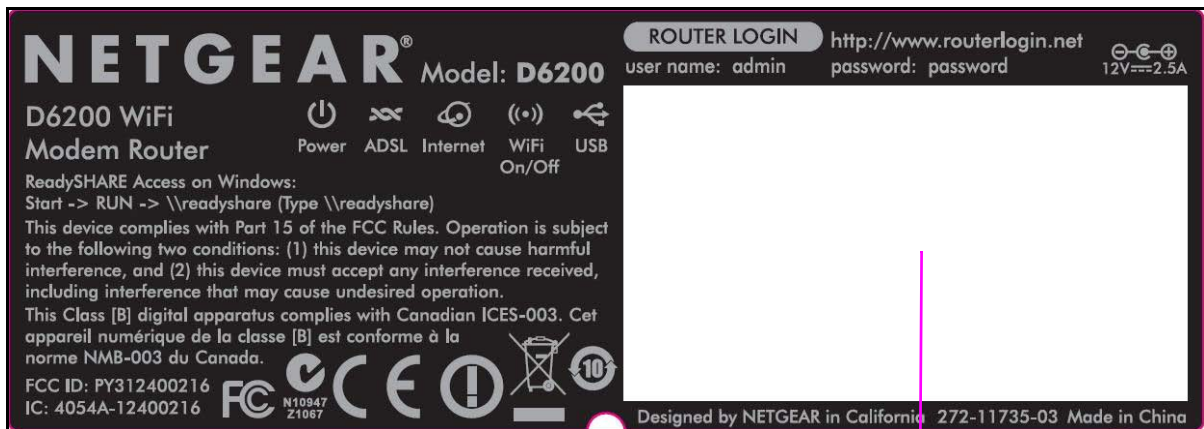 NETGEAR®
Model: D6200
D6200 WiFi
Modem Router
Power ADSL Internet WiFi On/Off USB
ReadySHARE Access on Windows:
Start -> RUN -> \\readyshare (Type \\readyshare)
This device complies with Part 15 of the FCC Rules. Operation is subject
to the following two conditions: (1) this device may not cause harmful
interference, and (2) this device must accept any interference received,
including interference that may cause undesired operation.
This Class [B] digital apparatus complies with Canadian ICES-003. Cet
appareil numérique de la classe [B] est conforme à la
norme NMB-003 du Canada.
FCC ID: PY312400216
IC: 4054A-12400216
FC
N10947
Z1067
CE
10
ROUTER LOGIN
http://www.routerlogin.net
user name: admin
password: password
12V 2.5A
Designed by NETGEAR in California 272-11735-03 Made in China